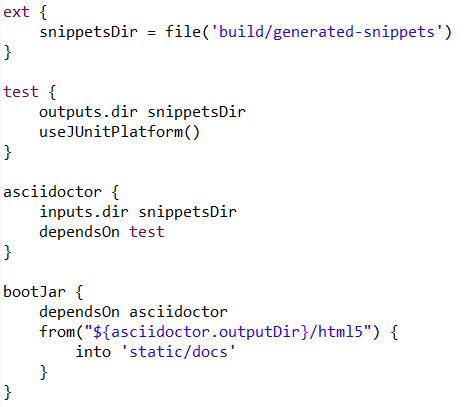 ext {
    snippetsDir = file('build/generated-snippets')
}

test {
    outputs.dir snippetsDir
    useJUnitPlatform()
}

asciidoctor {
    inputs.dir snippetsDir
    dependsOn test
}

bootJar {
    dependsOn asciidoctor
    from("${asciidoctor.outputDir}/html5") {
        into 'static/docs'
    }
}